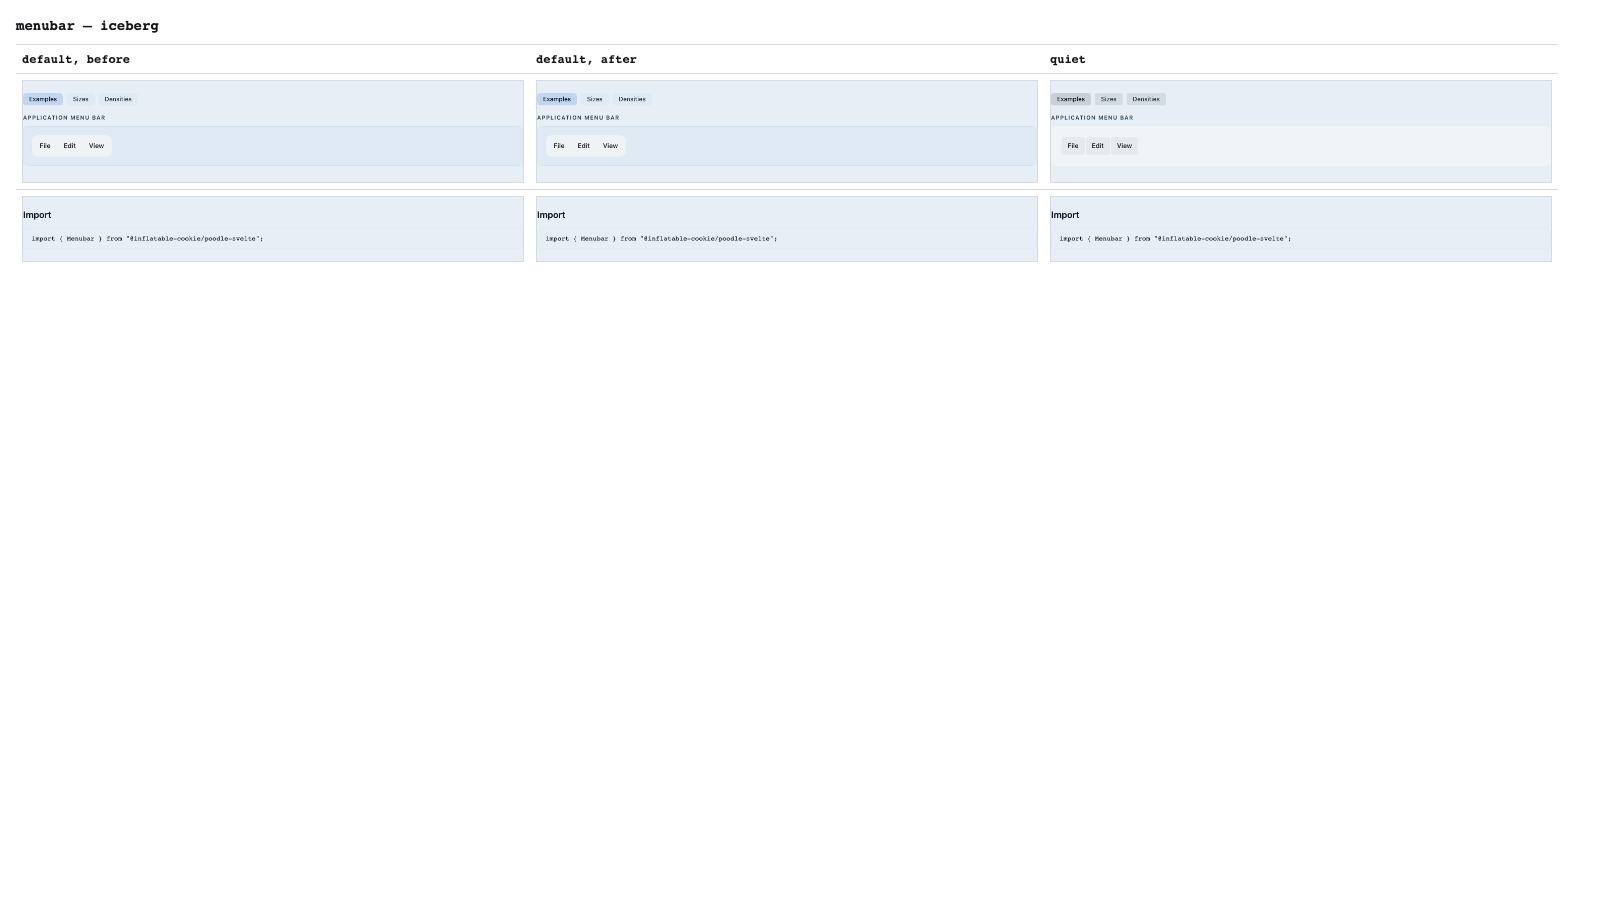 menubar — iceberg
default, before default, after quiet
Examples Sizes Densities Examples Sizes Densities Examples Sizes Densities
APPLICATION MENU BAR APPLICATION MENU BAR APPLICATION MENU BAR
File Edit View File Edit View File Edit View
Import Import Import
import { Menubar } from "@inflatable-cookie/poodle-svelte"; import { Menubar } from "@inflatable-cookie/poodle-svelte"; import { Menubar } from "@inflatable-cookie/poodle-svelte";